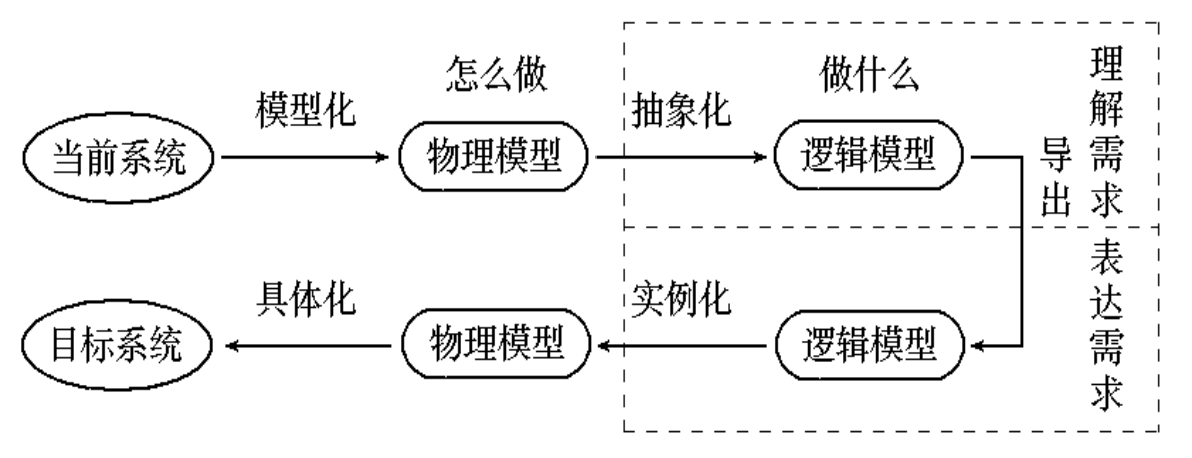 怎么做
做什么
模型化
抽象化
当前系统
物理模型
逻辑模型
导出
理解需求
具体化
实例化
目标系统
物理模型
逻辑模型
表达需求